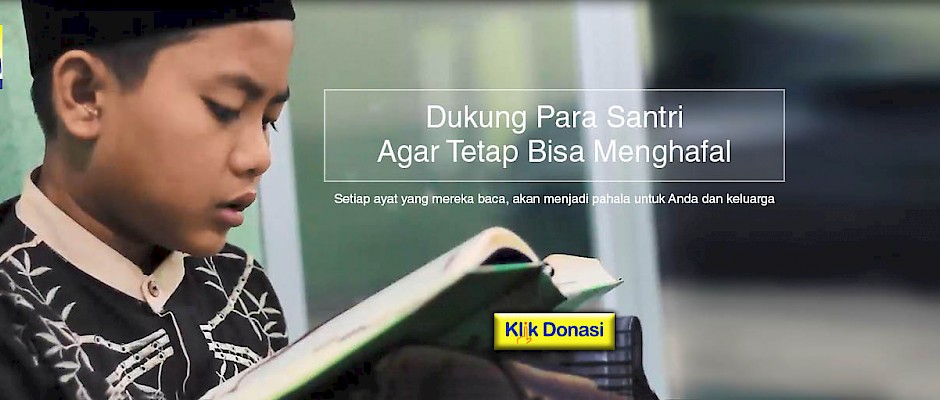 Dukung Para Santri
Agar Tetap Bisa Menghafal
Setiap ayat yang mereka baca, akan menjadi pahala untuk Anda dan keluarga
Klik Donasi